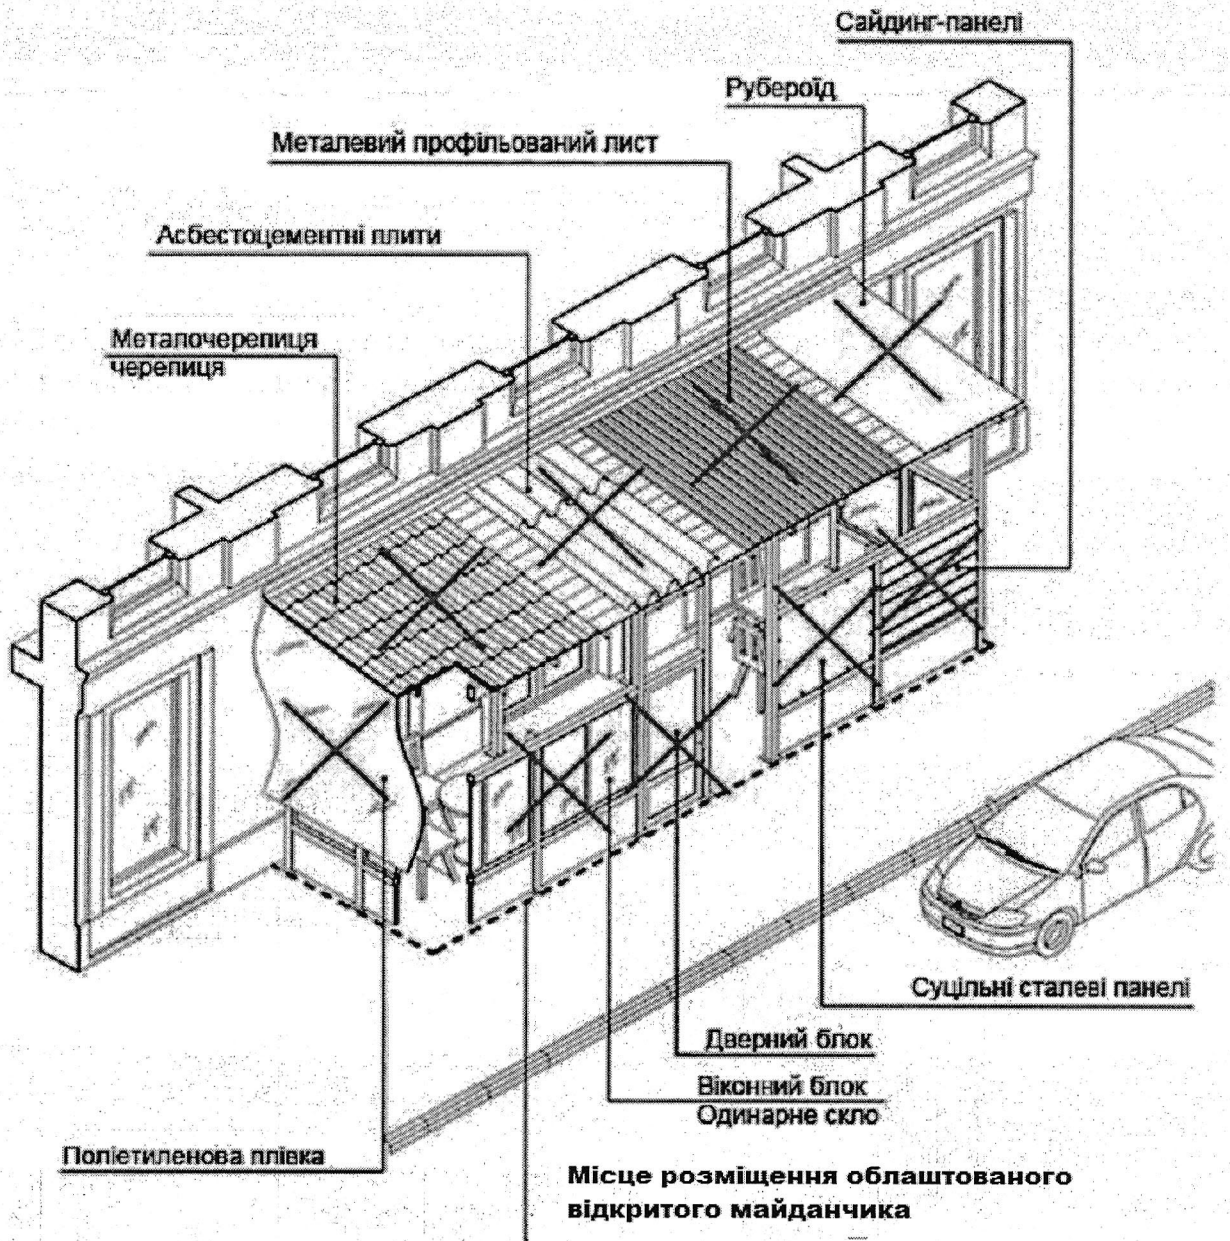 Сайдинг-панелі
Рубероїд
Металевий профільований лист
Асбестоцементні плити
Металочерепиця
черепиця
Суцільні сталеві панелі
Дверний блок
Віконний блок
Одинарне скло
Поліетиленова плівка
Місце розміщення облаштованого
відкритого майданчика